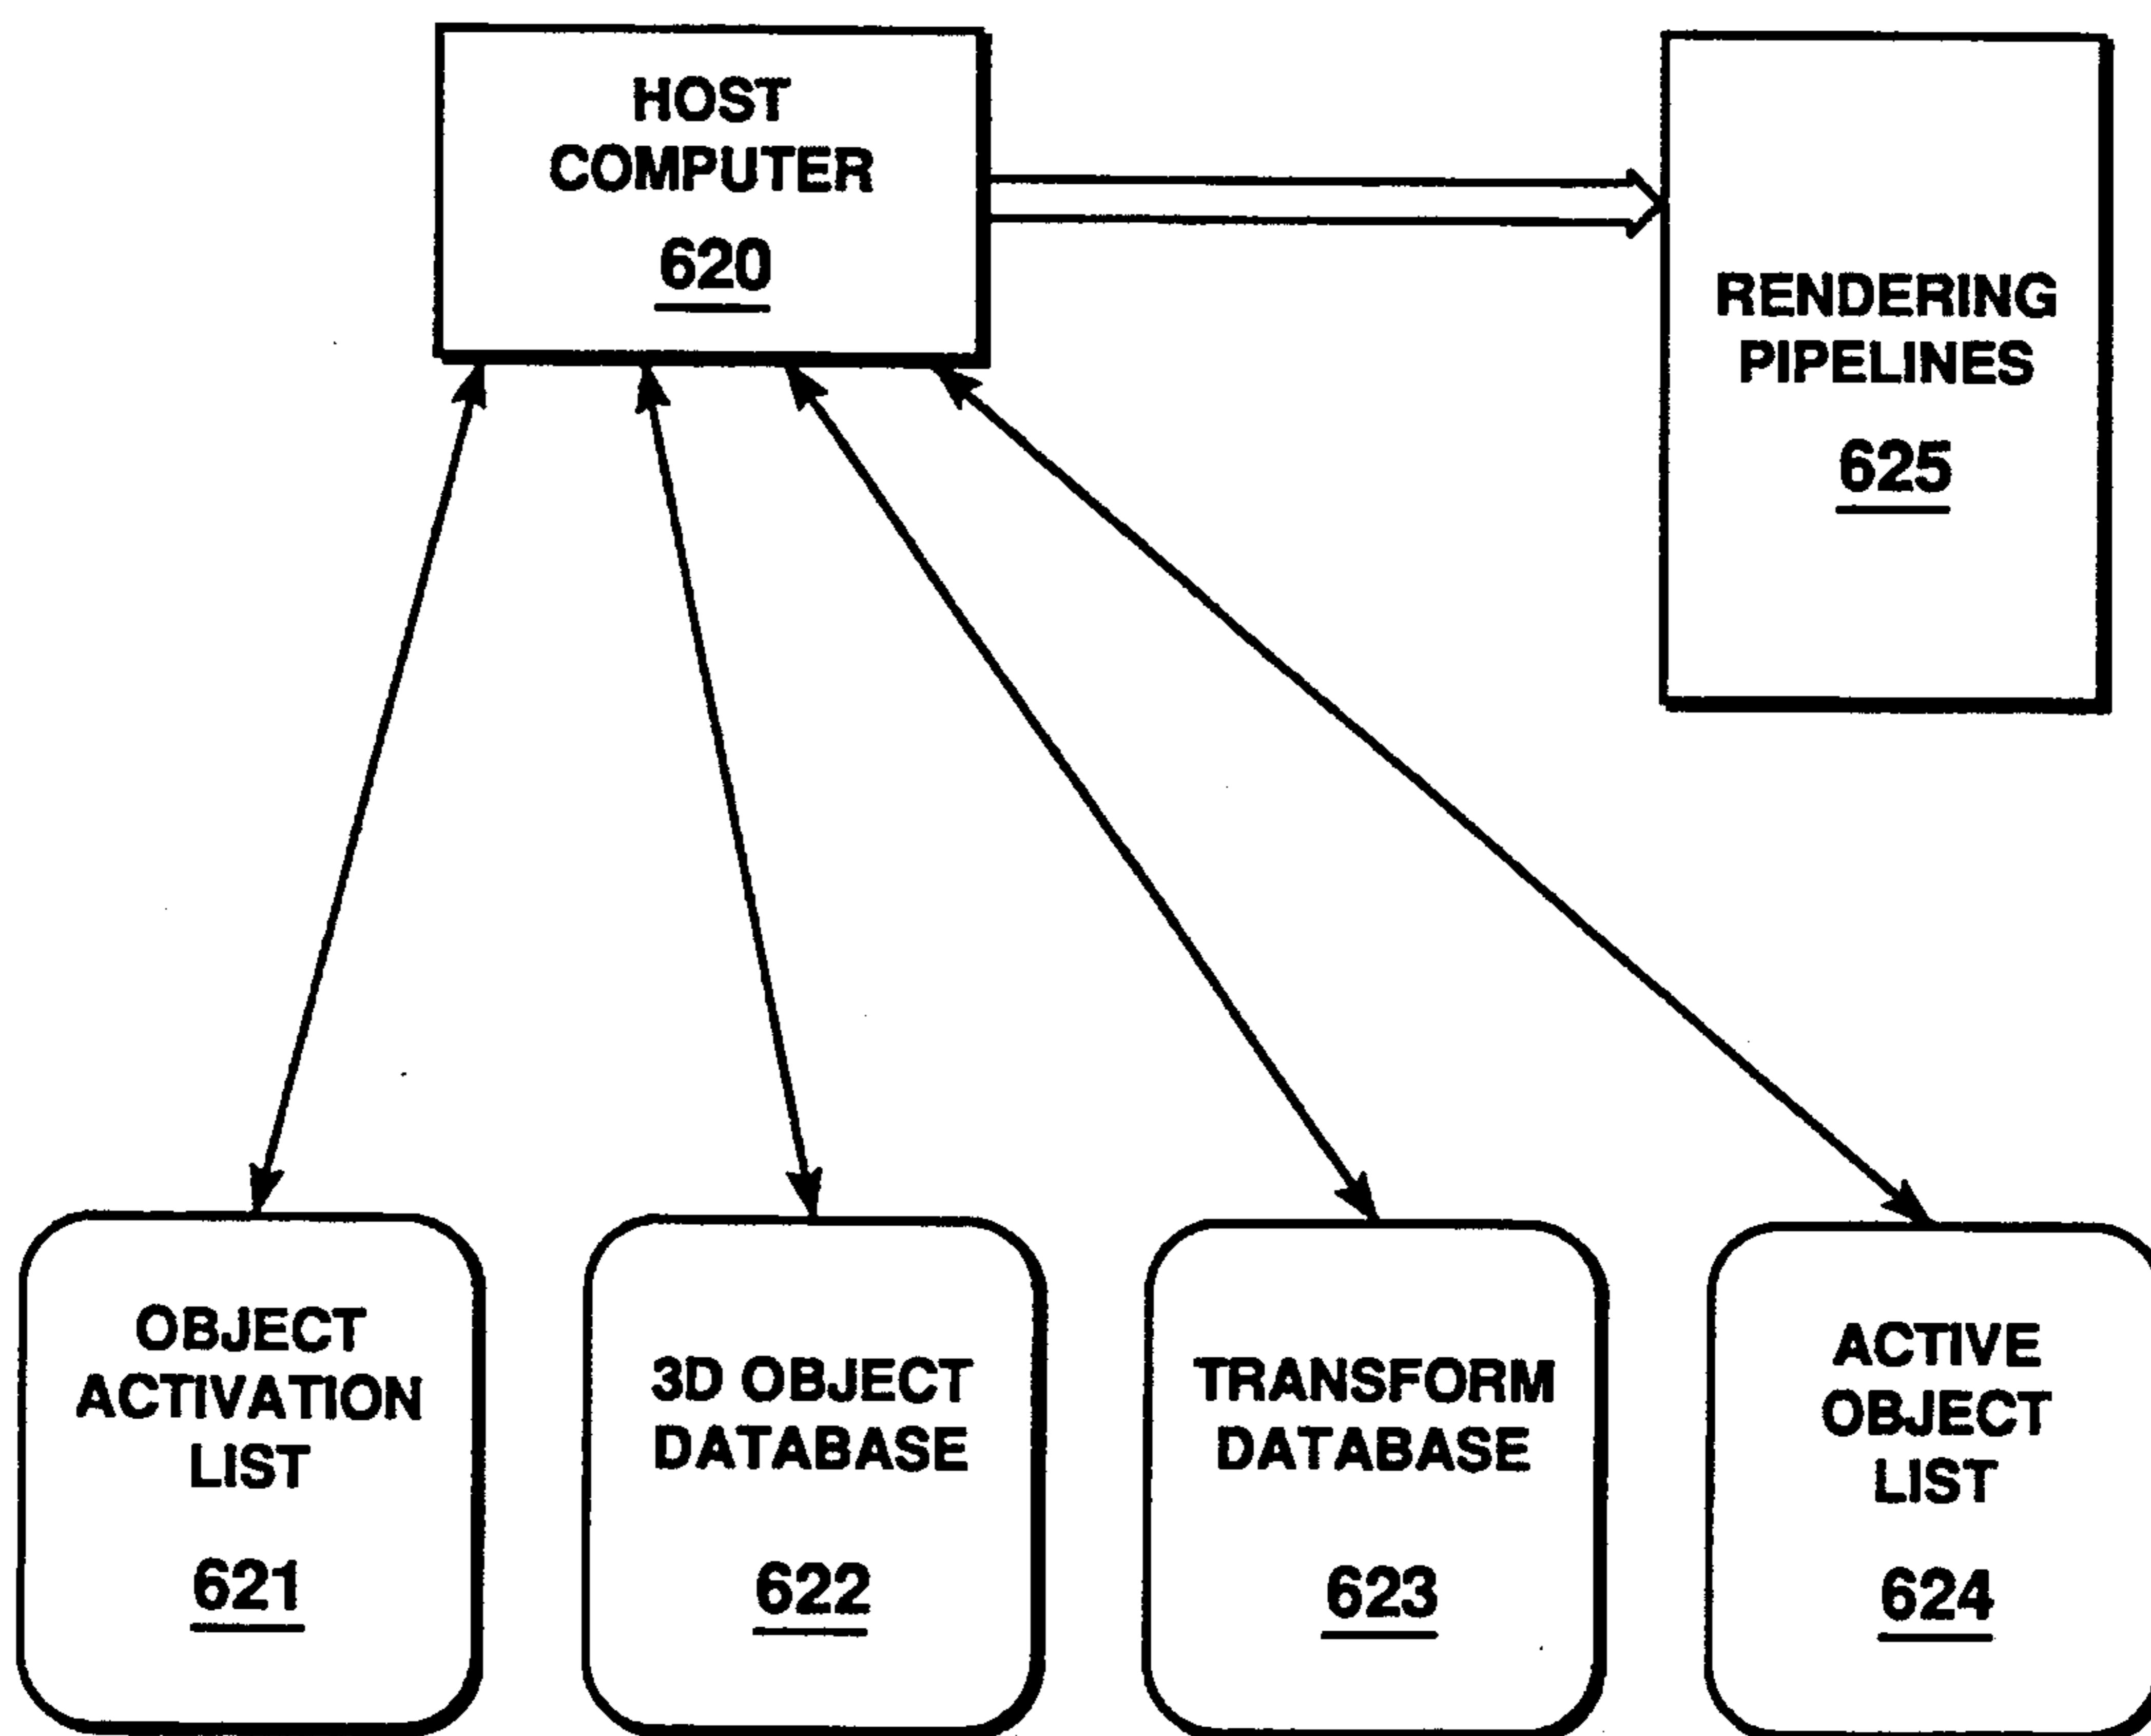 HOST
COMPUTER
620
RENDERING
PIPELINES
625
OBJECT
ACTIVATION
LIST
621
3D OBJECT
DATABASE
622
TRANSFORM
DATABASE
623
ACTIVE
OBJECT
LIST
624